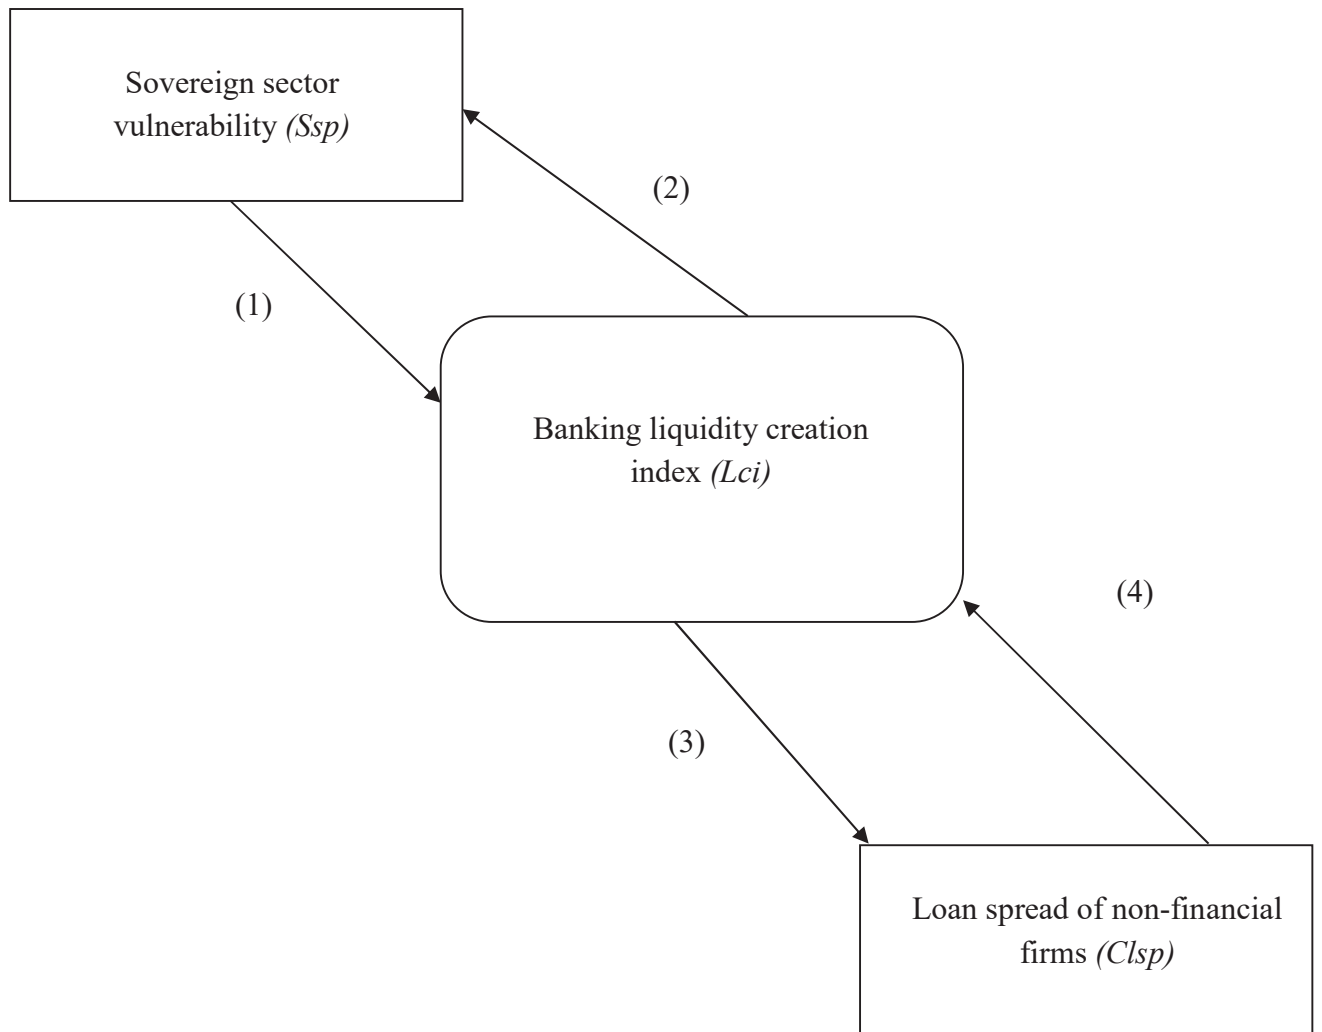 Sovereign sector
vulnerability (Ssp)
(2)
(1)
Banking liquidity creation
index (Lci)
(4)
(3)
Loan spread of non-financial
firms (Clsp)